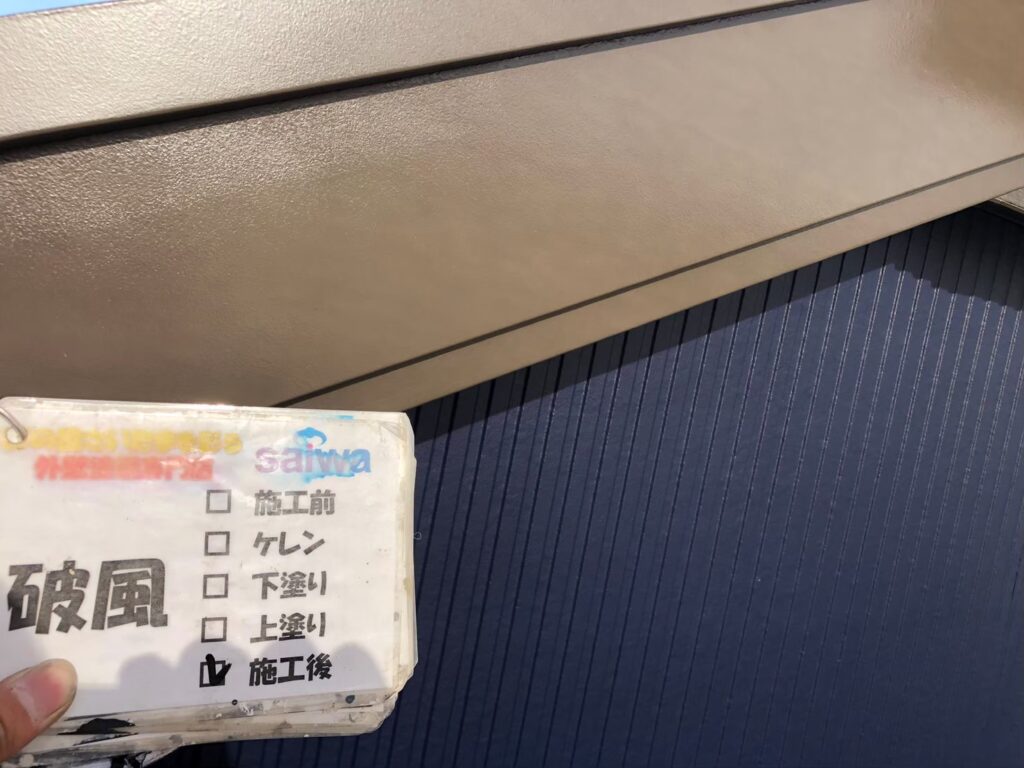 saiwa
破風
□ 施工前
□ ケレン
□ 下塗り
□ 上塗り
☑ 施工後